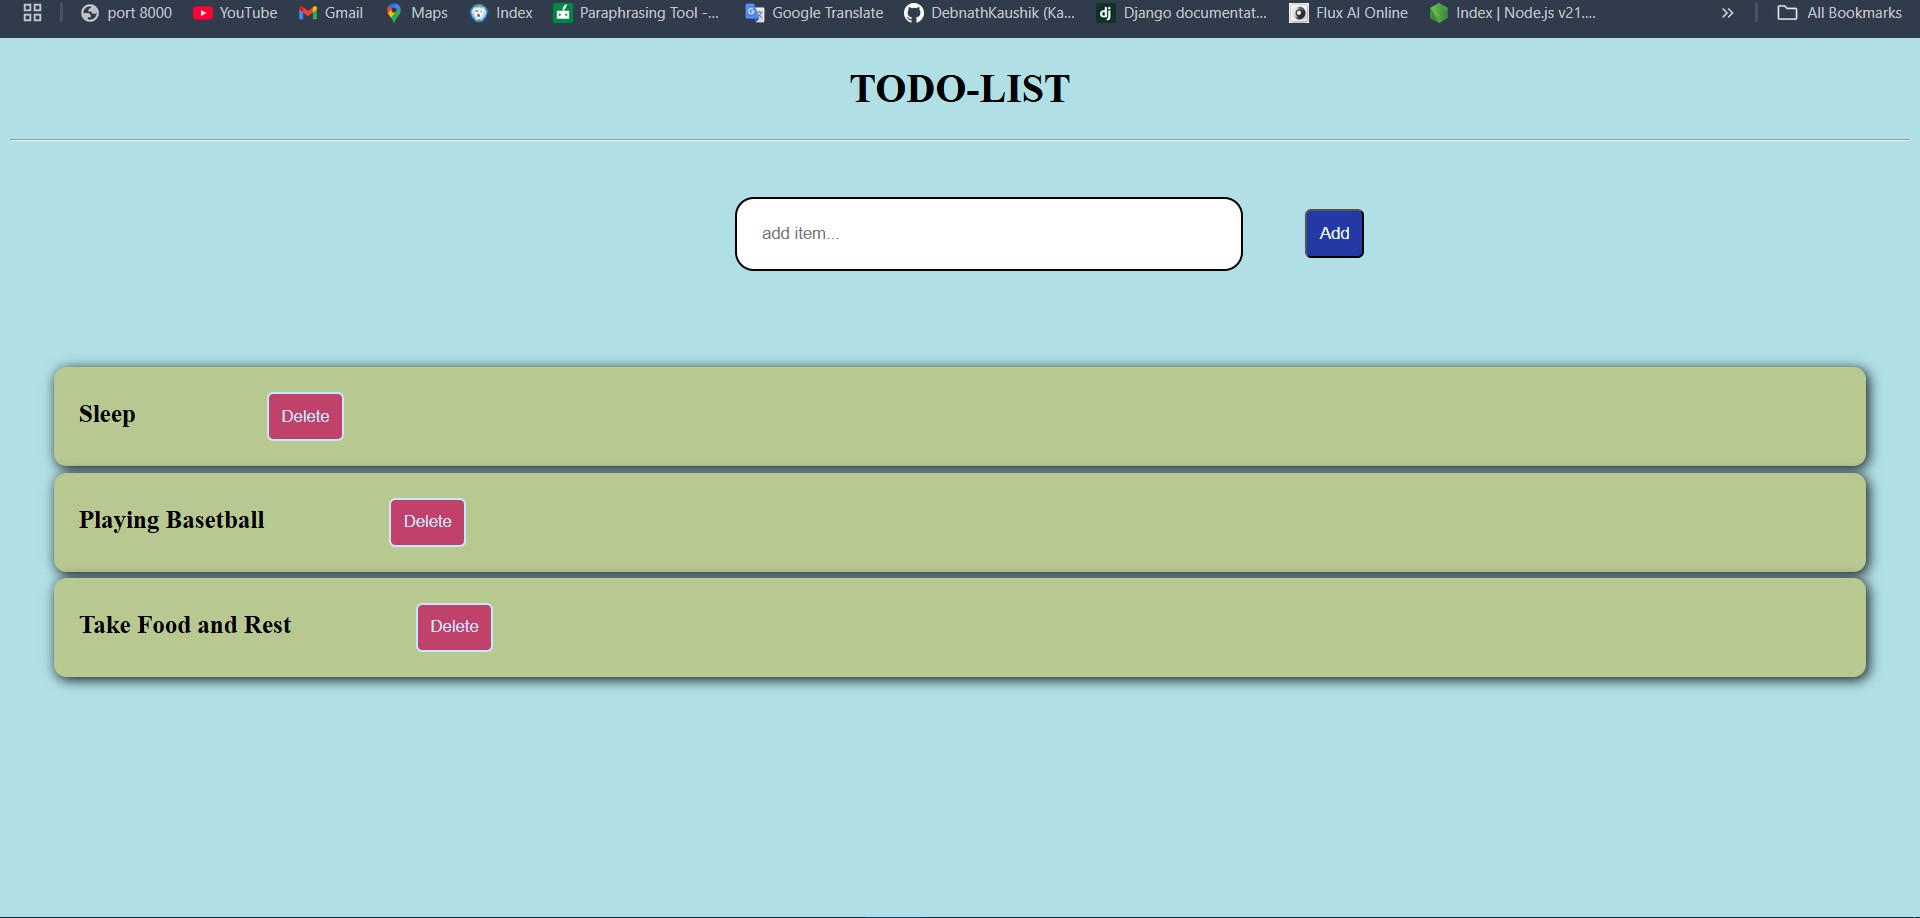 port 8000 YouTube Gmail Maps Index Paraphrasing Tool -... Google Translate DebnathKaushik (Ka... dj Django documentat... Flux AI Online Index | Node.js v21.... » All Bookmarks
TODO-LIST
add item... Add
Sleep Delete
Playing Basetball Delete
Take Food and Rest Delete